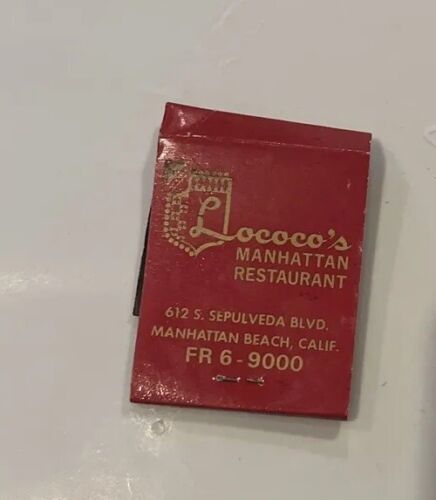 Lococo's
MANHATTAN
RESTAURANT
612 S. SEPULVEDA BLVD.
MANHATTAN BEACH, CALIF.
FR 6-9000